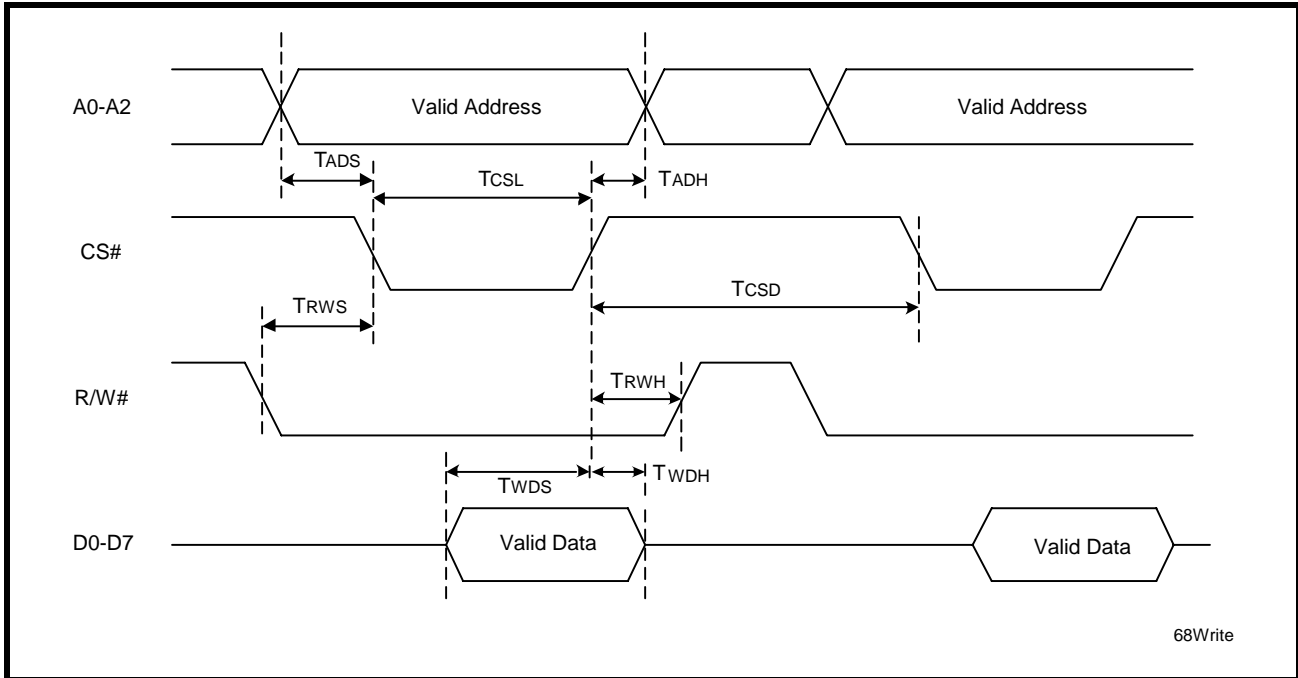 A0-A2
Valid Address
Valid Address
TADS
TCSL
TADH
CS#
TCSD
TRWS
TRWH
R/W#
TWDS
TWDH
D0-D7
Valid Data
Valid Data
68Write